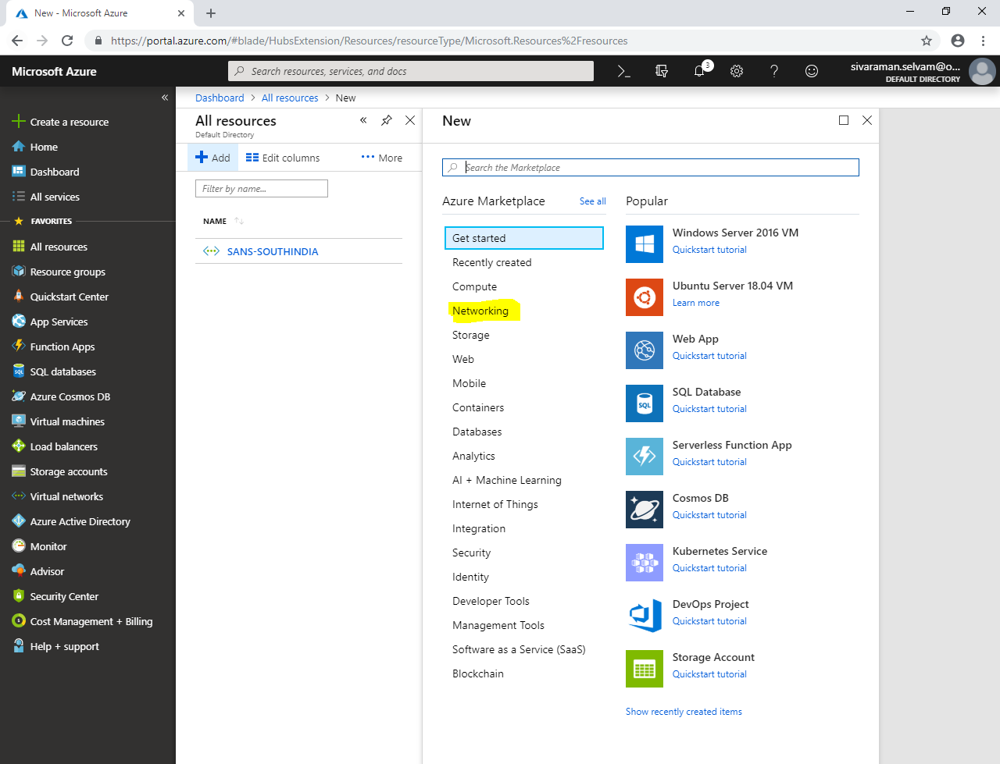 New - Microsoft Azure
https://portal.azure.com/#blade/HubsExtension/Resources/resourceType/Microsoft.Resources%2Fresources
Microsoft Azure
Search resources, services, and docs
3
sivaraman.selvam@o...
DEFAULT DIRECTORY
Create a resource
Home
Dashboard
All services
FAVORITES
All resources
Resource groups
Quickstart Center
App Services
Function Apps
SQL databases
Azure Cosmos DB
Virtual machines
Load balancers
Storage accounts
Virtual networks
Azure Active Directory
Monitor
Advisor
Security Center
Cost Management + Billing
Help + support
Dashboard > All resources > New
All resources
Default Directory
Add
Edit columns
More
Filter by name...
NAME
SANS-SOUTHINDIA
New
Search the Marketplace
Azure Marketplace
See all
Get started
Recently created
Compute
Networking
Storage
Web
Mobile
Containers
Databases
Analytics
AI + Machine Learning
Internet of Things
Integration
Security
Identity
Developer Tools
Management Tools
Software as a Service (SaaS)
Blockchain
Popular
Windows Server 2016 VM
Quickstart tutorial
Ubuntu Server 18.04 VM
Learn more
Web App
Quickstart tutorial
SQL
SQL Database
Quickstart tutorial
Serverless Function App
Quickstart tutorial
Cosmos DB
Quickstart tutorial
Kubernetes Service
Quickstart tutorial
DevOps Project
Quickstart tutorial
Storage Account
Quickstart tutorial
Show recently created items